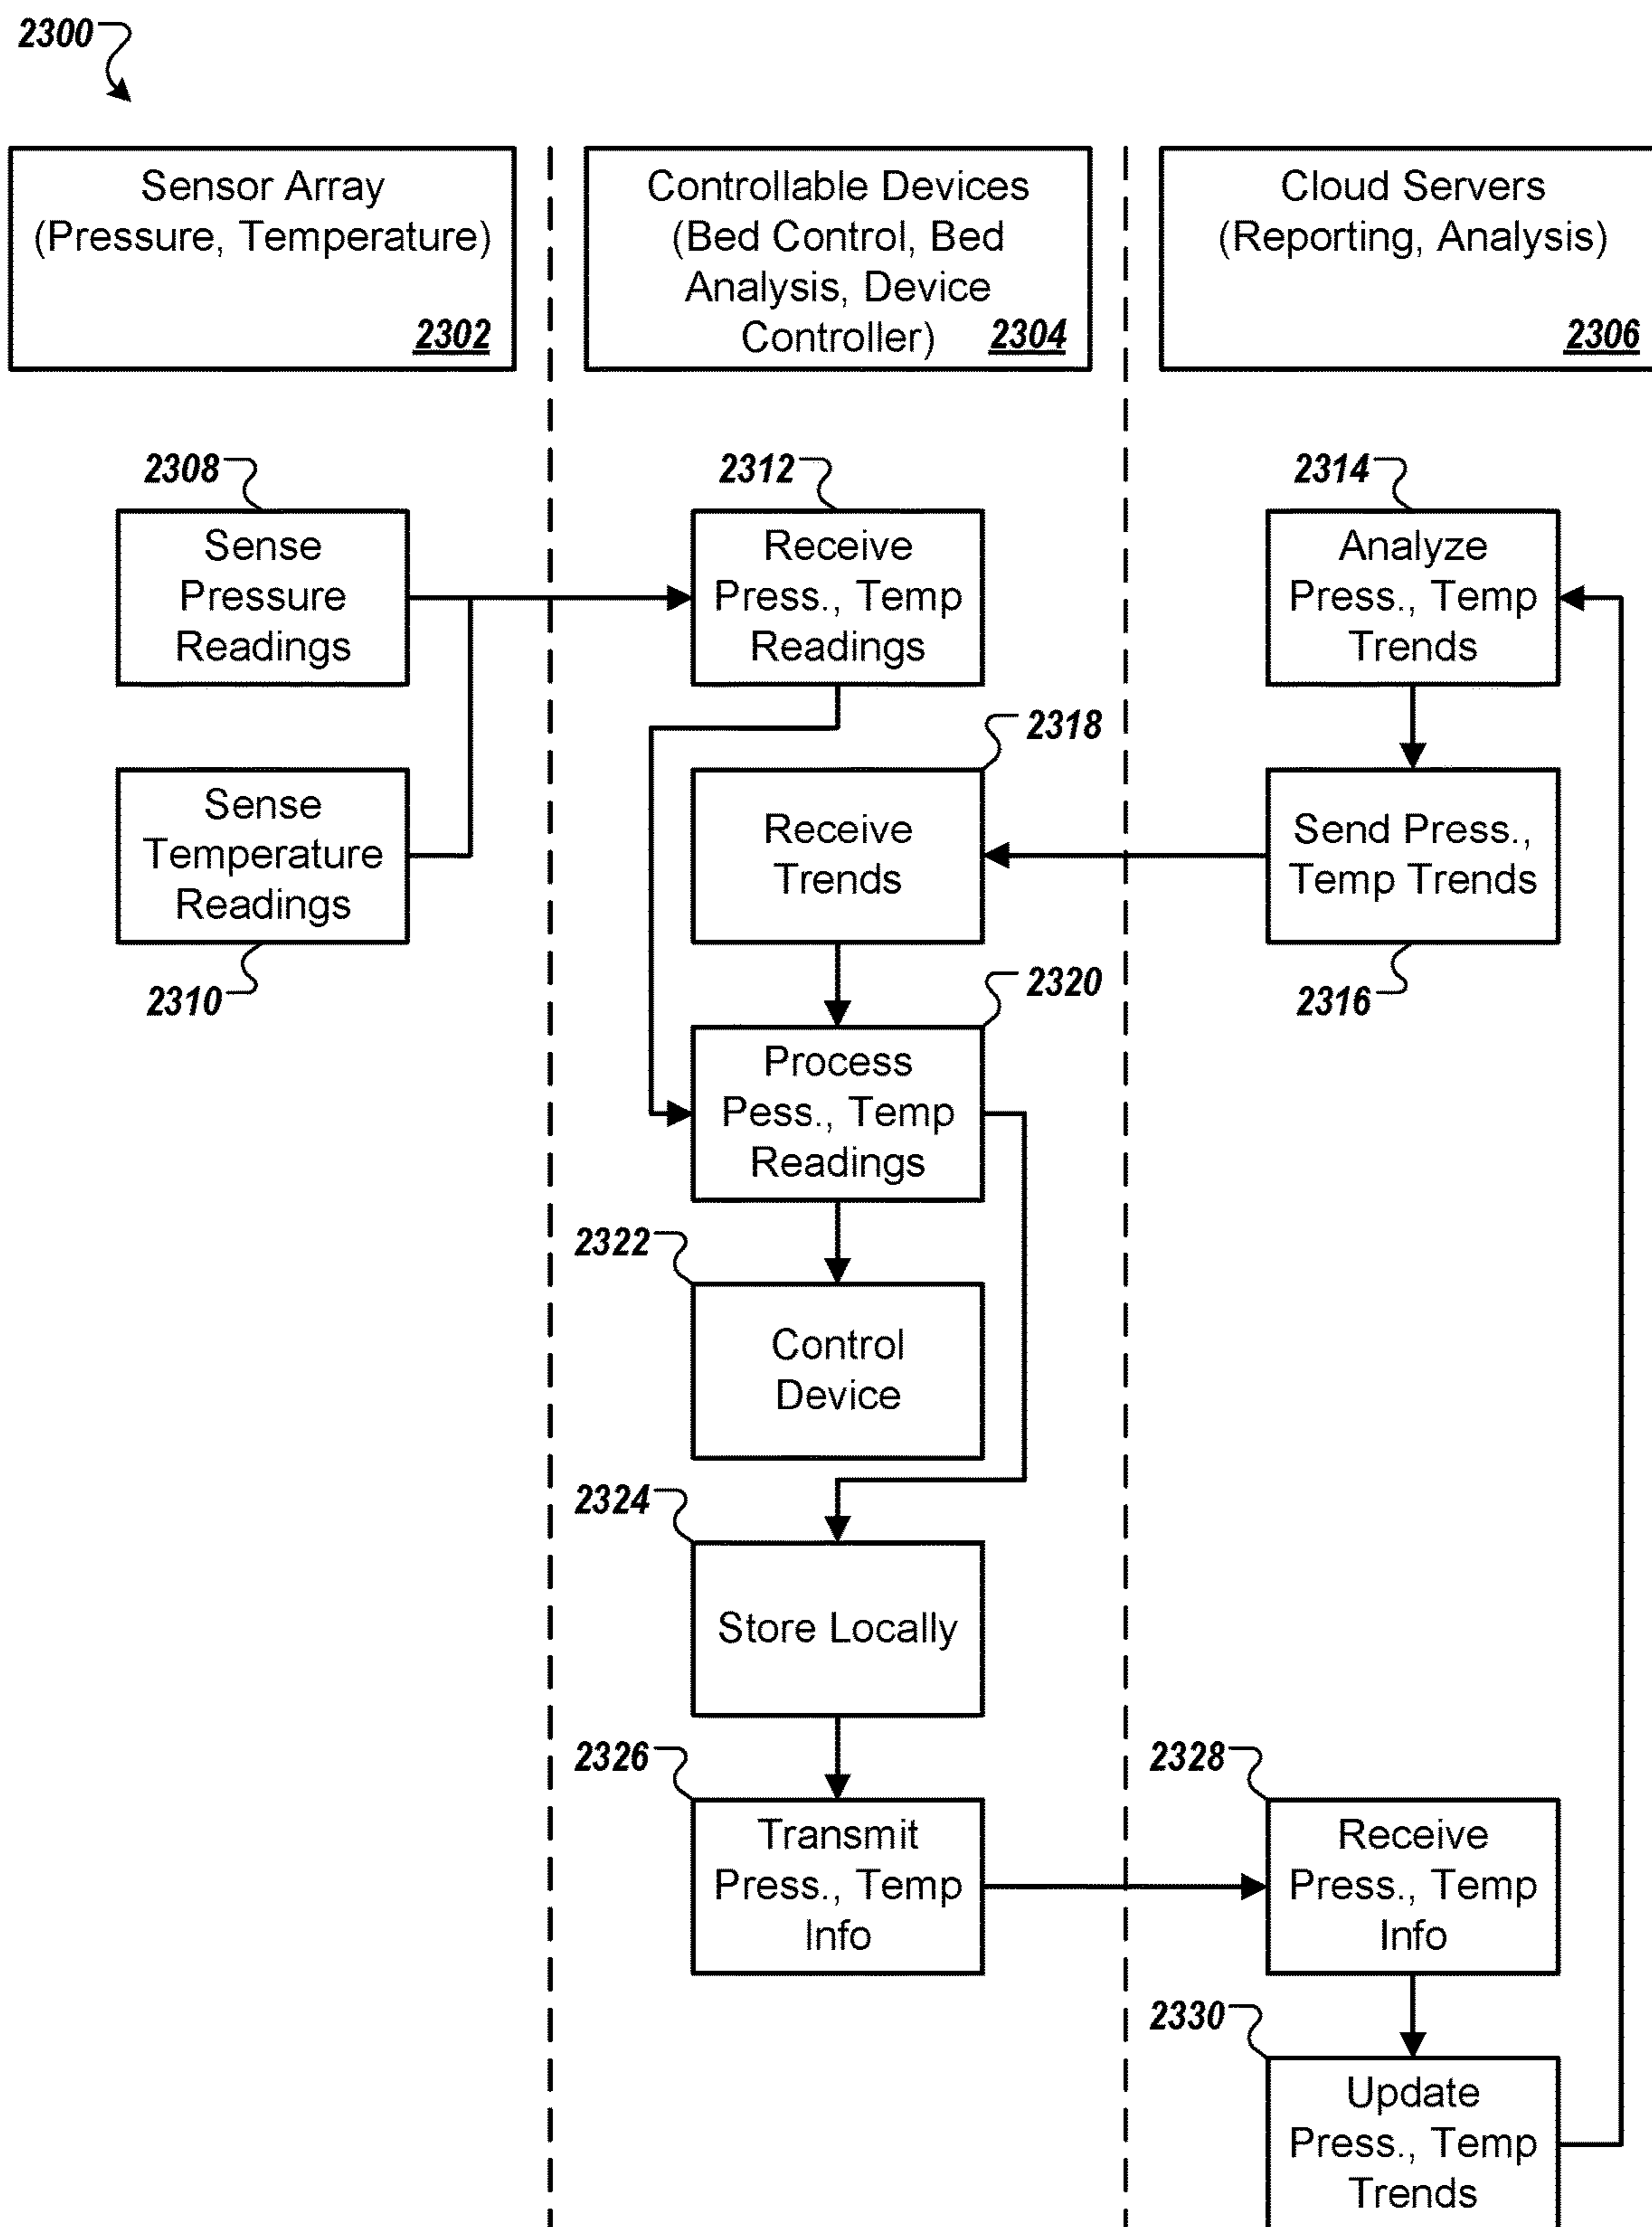 2300
Sensor Array
(Pressure, Temperature)
2302
Controllable Devices
(Bed Control, Bed
Analysis, Device
Controller)
2304
Cloud Servers
(Reporting, Analysis)
2306
2308
Sense
Pressure
Readings
2312
Receive
Press., Temp
Readings
2314
Analyze
Press., Temp
Trends
Sense
Temperature
Readings
2310
2318
Receive
Trends
Send Press.,
Temp Trends
2316
2320
Process
Pess., Temp
Readings
2322
Control
Device
2324
Store Locally
2326
Transmit
Press., Temp
Info
2328
Receive
Press., Temp
Info
2330
Update
Press., Temp
Trends